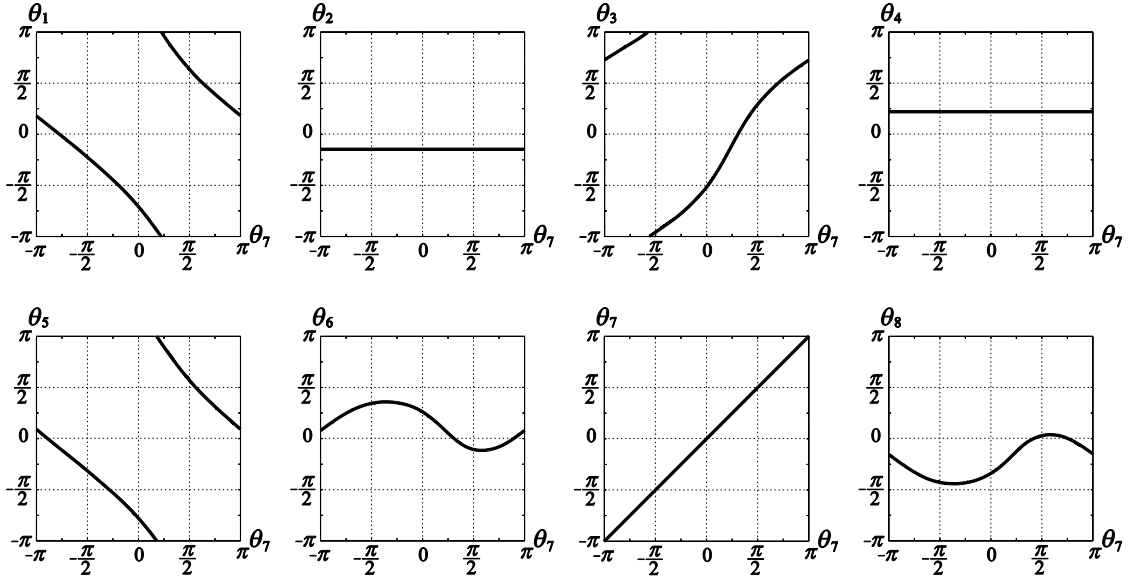 θ₁ θ₂ θ₃ θ₄
π π π π
π/2 π/2 π/2 π/2
0 0 0 0
-π/2 -π/2 -π/2 -π/2
-π -π -π -π
-π -π/2 0 π/2 π θ₇ -π -π/2 0 π/2 π θ₇ -π -π/2 0 π/2 π θ₇ -π -π/2 0 π/2 π θ₇
θ₅ θ₆ θ₇ θ₈
π π π π
π/2 π/2 π/2 π/2
0 0 0 0
-π/2 -π/2 -π/2 -π/2
-π -π -π -π
-π -π/2 0 π/2 π θ₇ -π -π/2 0 π/2 π θ₇ -π -π/2 0 π/2 π θ₇ -π -π/2 0 π/2 π θ₇